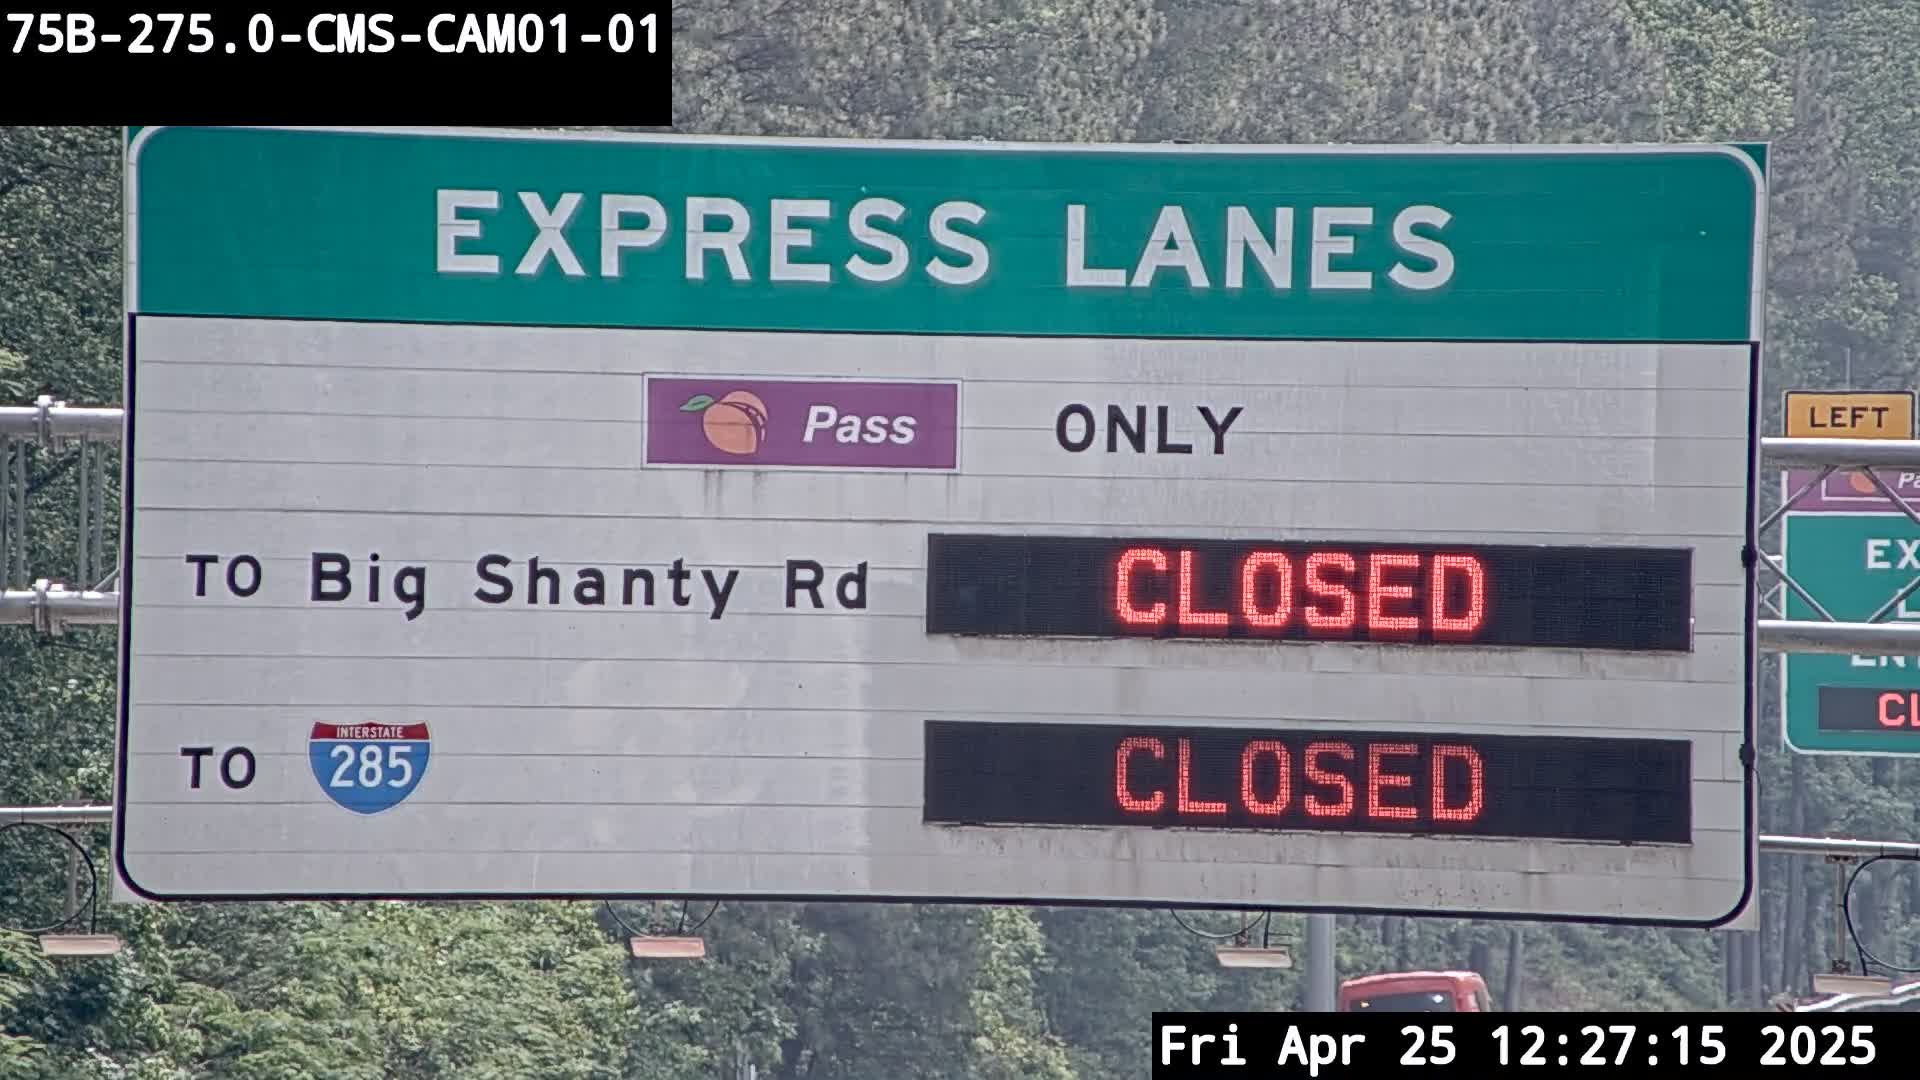 75B-275.0-CMS-CAM01-01
EXPRESS LANES
Pass ONLY
TO Big Shanty Rd CLOSED
TO INTERSTATE 285 CLOSED
LEFT
Fri Apr 25 12:27:15 2025